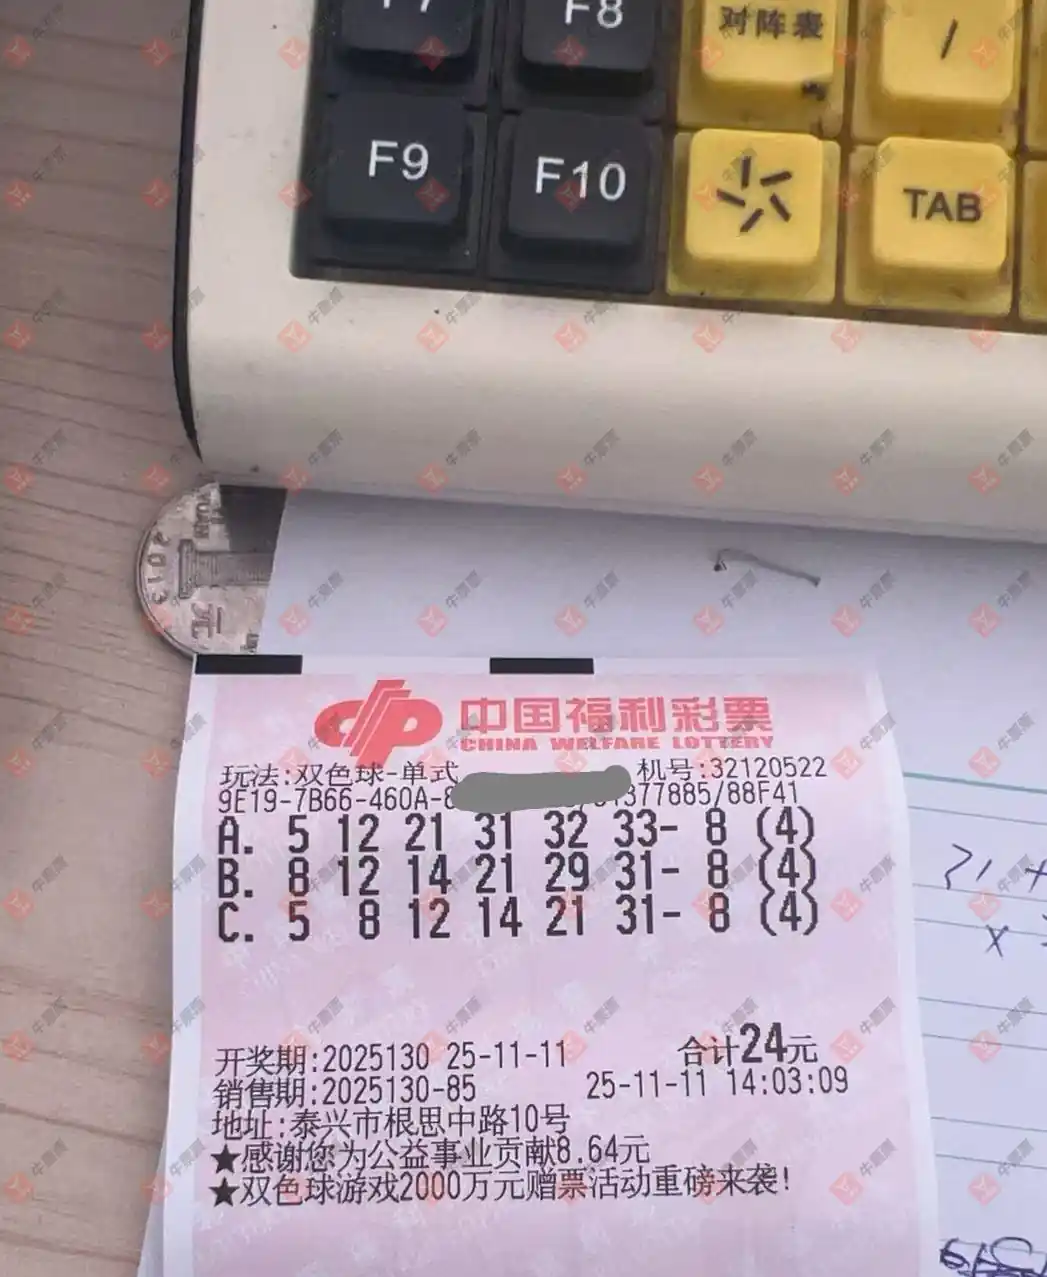 F7 F8 对阵表 /
F9 F10 TAB
2013
元
中国福利彩票
CHINA WELFARE LOTTERY
玩法:双色球-单式 机号:32120522
9E19-7B66-460A-8 377885/88F41
A. 5 12 21 31 32 33- 8 (4)
B. 8 12 14 21 29 31- 8 (4)
C. 5 8 12 14 21 31- 8 (4)
开奖期:2025130 25-11-11 合计24元
销售期:2025130-85 25-11-11 14:03:09
地址:泰兴市根思中路10号
★感谢您为公益事业贡献8.64元
★双色球游戏2000万元赠票活动重磅来袭!